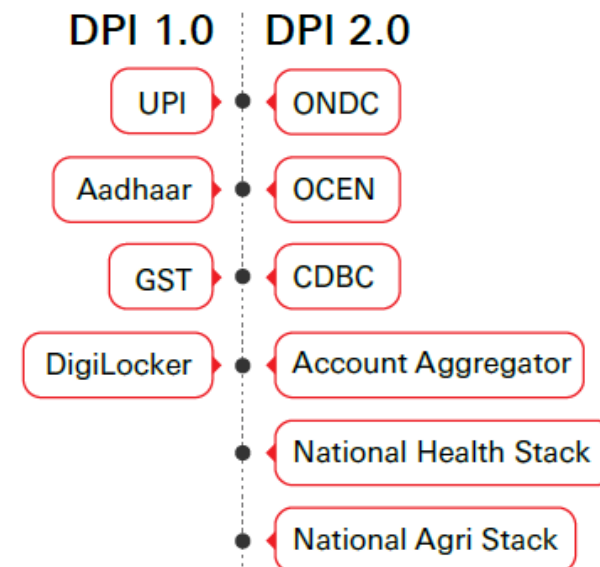 DPI 1.0 DPI 2.0
UPI ONDC
Aadhaar OCEN
GST CDBC
DigiLocker Account Aggregator
National Health Stack
National Agri Stack